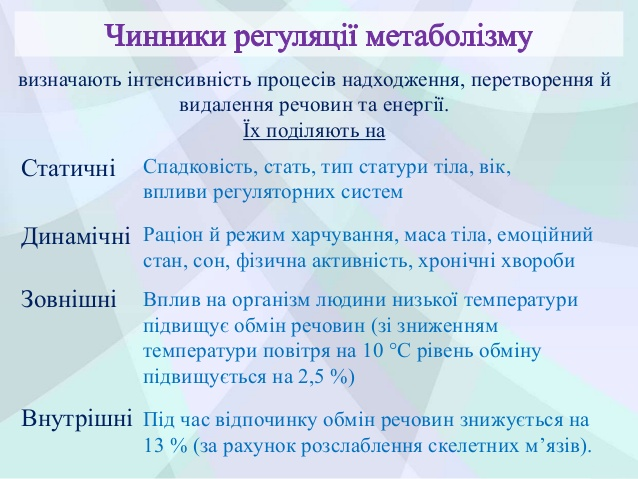 Чинники регуляції метаболізму
визначають інтенсивність процесів надходження, перетворення й
видалення речовин та енергії.
Їх поділяють на
Статичні Спадковість, стать, тип статури тіла, вік,
впливи регуляторних систем
Динамічні Раціон й режим харчування, маса тіла, емоційний
стан, сон, фізична активність, хронічні хвороби
Зовнішні Вплив на організм людини низької температури
підвищує обмін речовин (зі зниженням
температури повітря на 10 °С рівень обміну
підвищується на 2,5 %)
Внутрішні Під час відпочинку обмін речовин знижується на
13 % (за рахунок розслаблення скелетних м’язів).